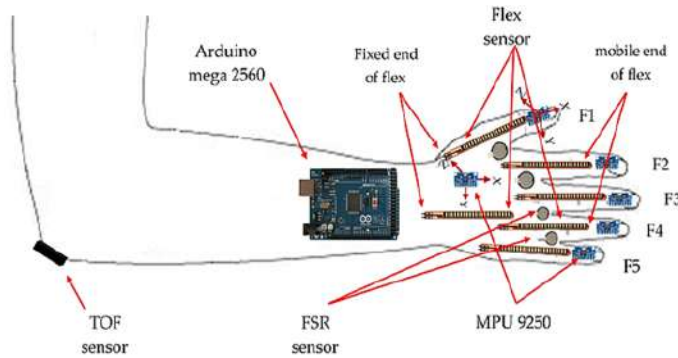 Flex
sensor
Arduino
mega 2560
Fixed end
of flex
mobile end
of flex
Z
X
Y
F1
F2
Z
X
Y
F3
F4
F5
TOF
sensor
FSR
sensor
MPU 9250